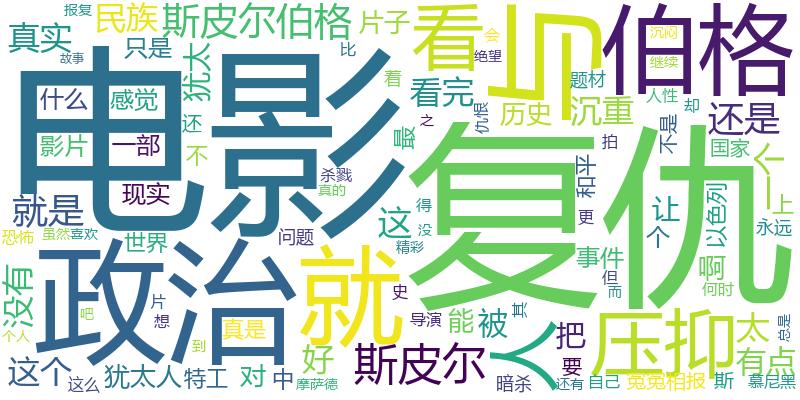 报复
民族
斯皮尔伯格
片子
看
与
伯格
沉闷
会
真实
只是
比
故事
犹太
绝望
继续
电影
什么
感觉
着
看完
题材
人性
却
还
历史
沉重
还是
仇恨
影片
一部
不
最
之
复仇
不是
国家
一个
拍
杀戮
真的
现实
和平
就是
这
得
没
更
让
以色列
上
恐怖
虽然
喜欢
世界
问题
精彩
个
永远
政治
就
事件
啊
没有
但
何时
片
想
史
而
吧
导演
能
被
其
把
压抑
太
总是
个人
真是
到
人
好
斯皮尔
要
有点
这个
这么
犹太人
特工
对
中
摩萨德
暗杀
还有
自己
冤冤相报
斯
慕尼黑